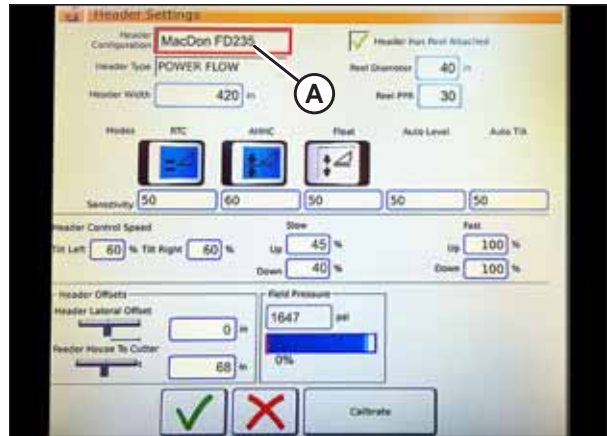 Header Settings
Header Configuration MacDon FD235 Header Has Reel Attached
Header Type POWER FLOW Reel Diameter 40 in
Header Width 420 in Reel PPR 30
A
Modes RTC AHHC Float Auto Level Auto Tilt
Sensitivity 50 60 50 50 50
Header Control Speed Slow Fast
Tilt Left 60 % Tilt Right 60 % Up 45 % Up 100 %
Down 40 % Down 100 %
Header Offsets Field Pressure
Header Lateral Offset 1647 psi
0 in
Feeder House To Cutter 0%
68 in
Calibrate